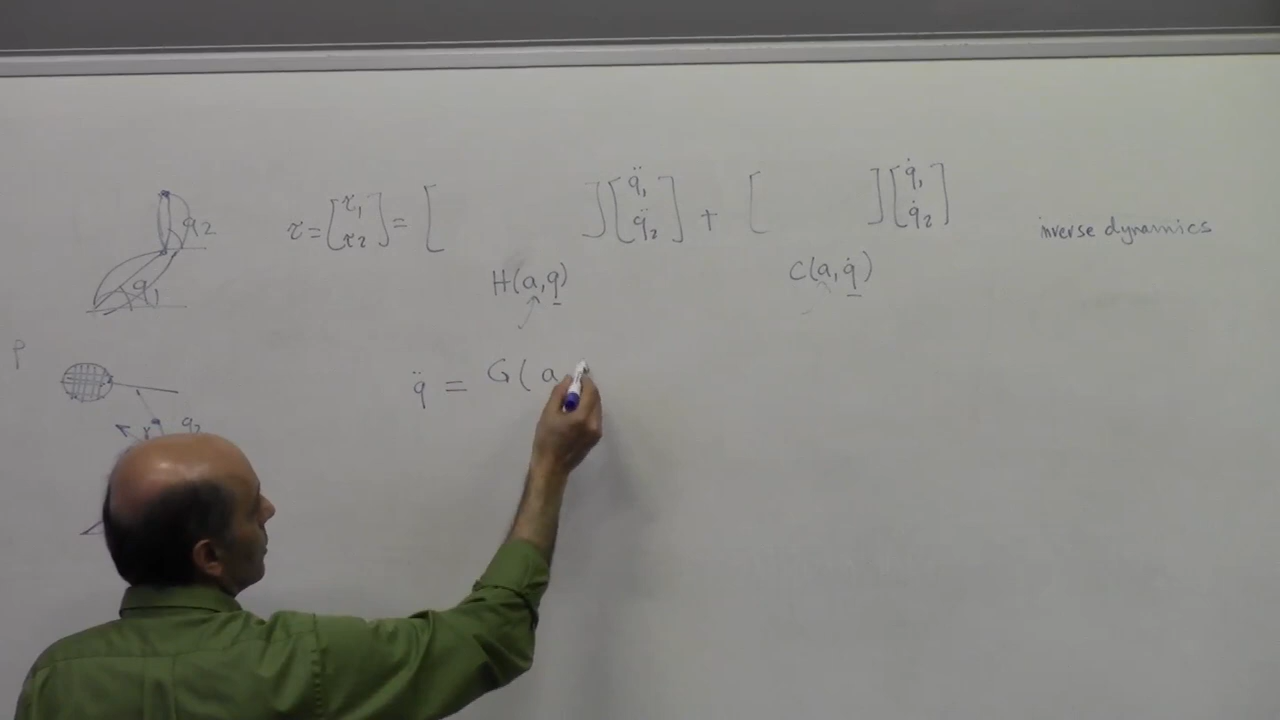 q2
τ = [τ1 τ2] = [ ] [q̈1 q̈2] + [ ] [q̇1 q̇2]
inverse dynamics
q1
H(a,q) C(a,q̇)
P
q̈ = G(a
γ q2